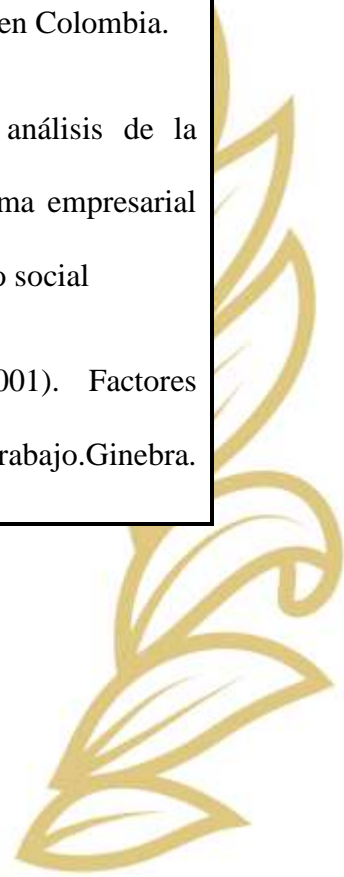 en Colombia.
análisis de la
ma empresarial
o social
001). Factores
rabajo.Ginebra.